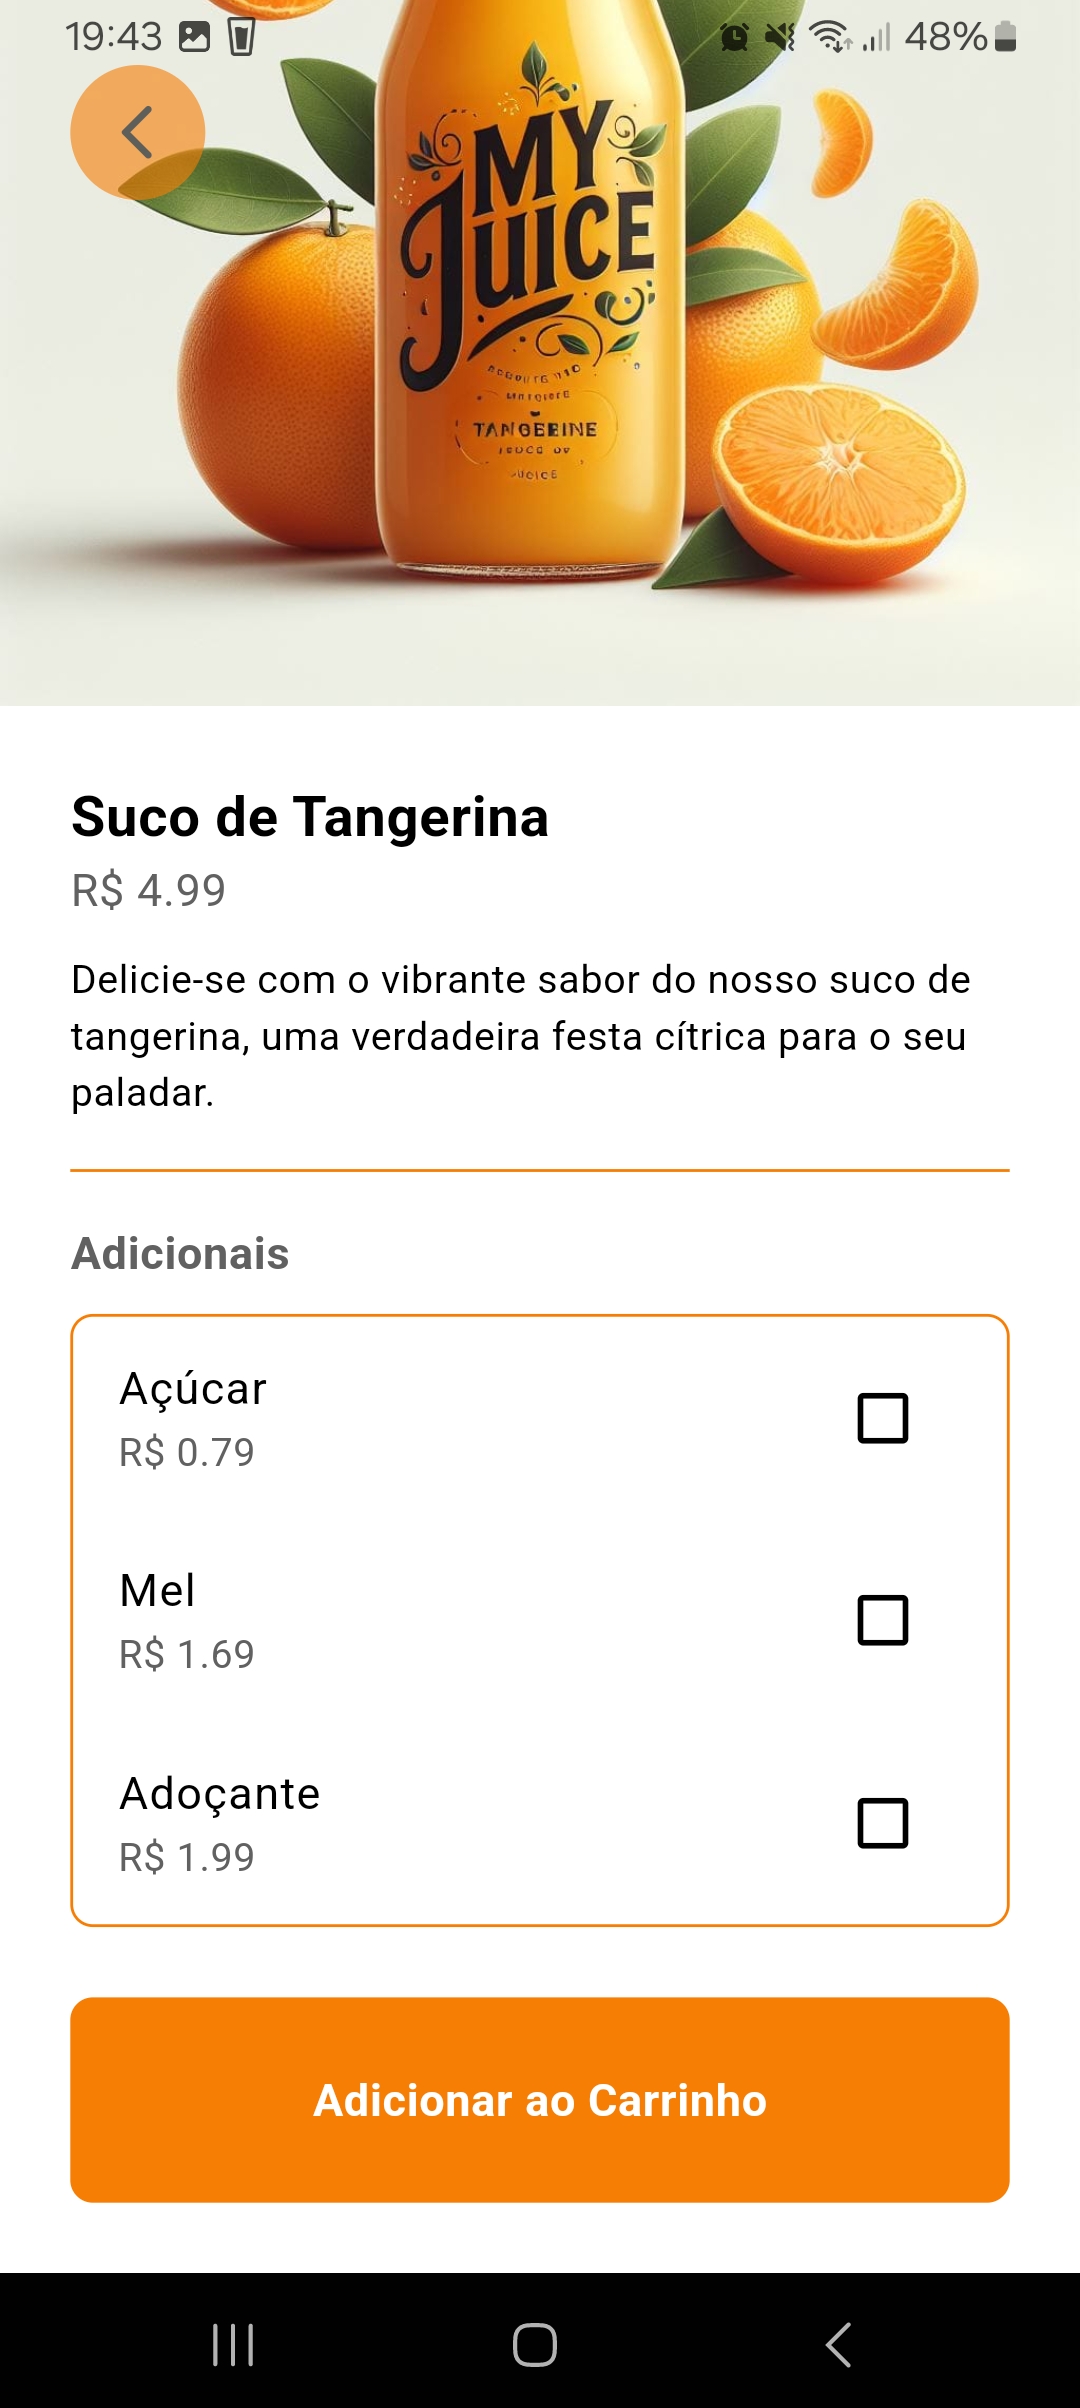 19:43
48%
MY
JUICE
TANGERINE
Suco de Tangerina
R$ 4.99
Delicie-se com o vibrante sabor do nosso suco de
tangerina, uma verdadeira festa cítrica para o seu
paladar.
Adicionais
Açúcar
R$ 0.79
Mel
R$ 1.69
Adoçante
R$ 1.99
Adicionar ao Carrinho